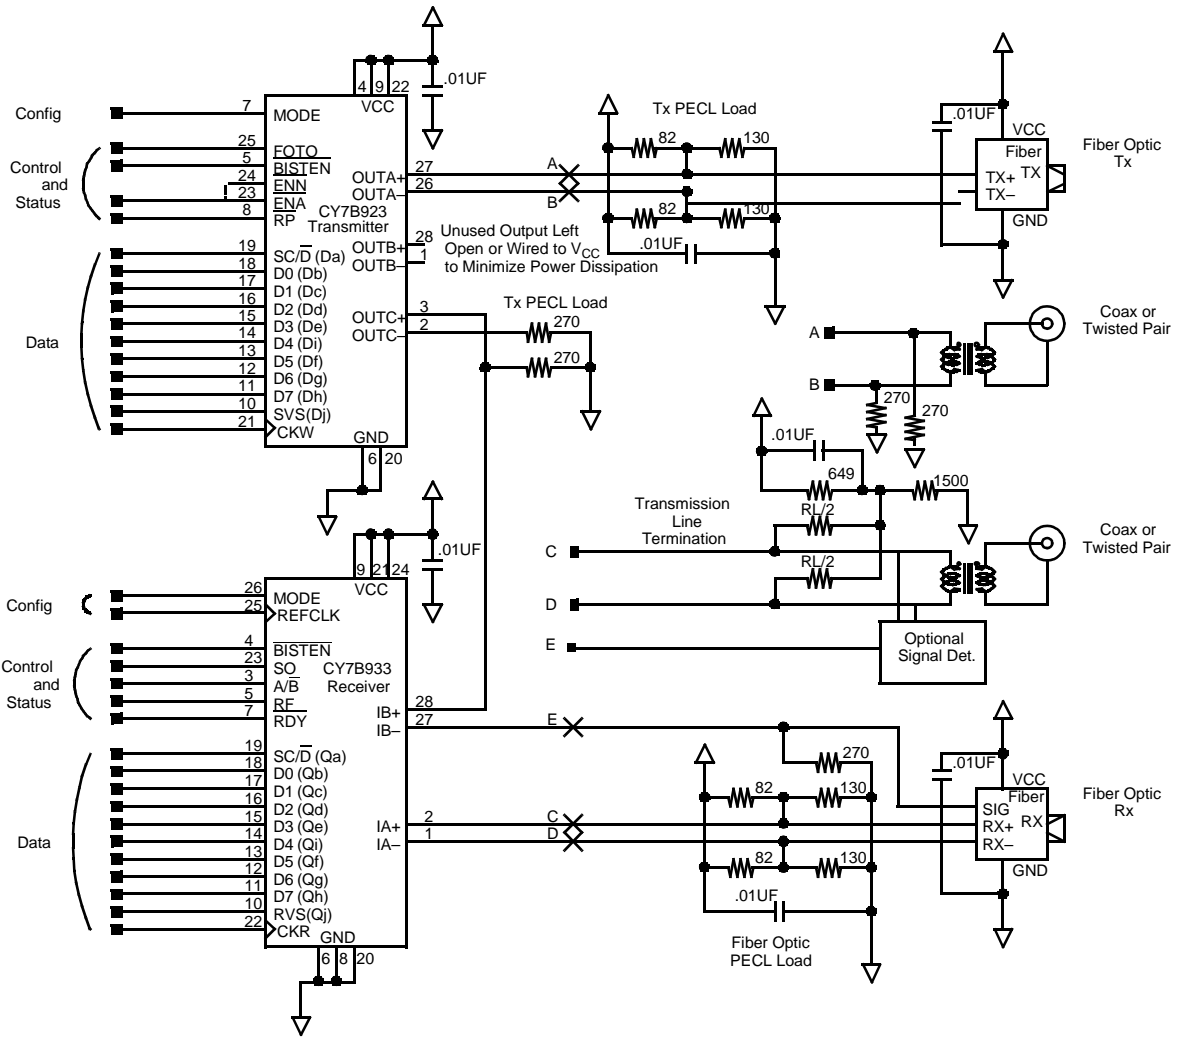 .01UF
4 9 22
VCC
Config
7
MODE
Control
and
Status
25
FOTO
5
BISTEN
24
ENN
23
ENA
8
RP
CY7B923
Transmitter
OUTA+
27
OUTA–
26
A
B
OUTB+
28
OUTB–
1
Unused Output Left
Open or Wired to VCC
to Minimize Power Dissipation
OUTC+
3
OUTC–
2
Data
19
SC/D (Da)
18
D0 (Db)
17
D1 (Dc)
16
D2 (Dd)
15
D3 (De)
14
D4 (Di)
13
D5 (Df)
12
D6 (Dg)
11
D7 (Dh)
10
SVS(Dj)
21
CKW
GND
6 20
Tx PECL Load
270
270
Tx PECL Load
82
130
82
130
.01UF
.01UF
VCC
Fiber
TX+ TX
TX–
GND
Fiber Optic
Tx
A
B
270
270
Coax or
Twisted Pair
.01UF
649
1500
RL/2
RL/2
Transmission
Line
Termination
C
D
E
Optional
Signal Det.
Coax or
Twisted Pair
.01UF
9 21 24
VCC
Config
26
MODE
25
REFCLK
Control
and
Status
4
BISTEN
23
SO
3
A/B
5
RF
7
RDY
CY7B933
Receiver
IB+
28
IB–
27
E
Data
19
SC/D (Qa)
18
D0 (Qb)
17
D1 (Qc)
16
D2 (Qd)
15
D3 (Qe)
14
D4 (Qi)
13
D5 (Qf)
12
D6 (Qg)
11
D7 (Qh)
10
RVS(Qj)
22
CKR
IA+
2
IA–
1
C
D
GND
6 8 20
270
82
130
82
130
.01UF
Fiber Optic
PECL Load
.01UF
VCC
Fiber
SIG
RX+ RX
RX–
GND
Fiber Optic
Rx